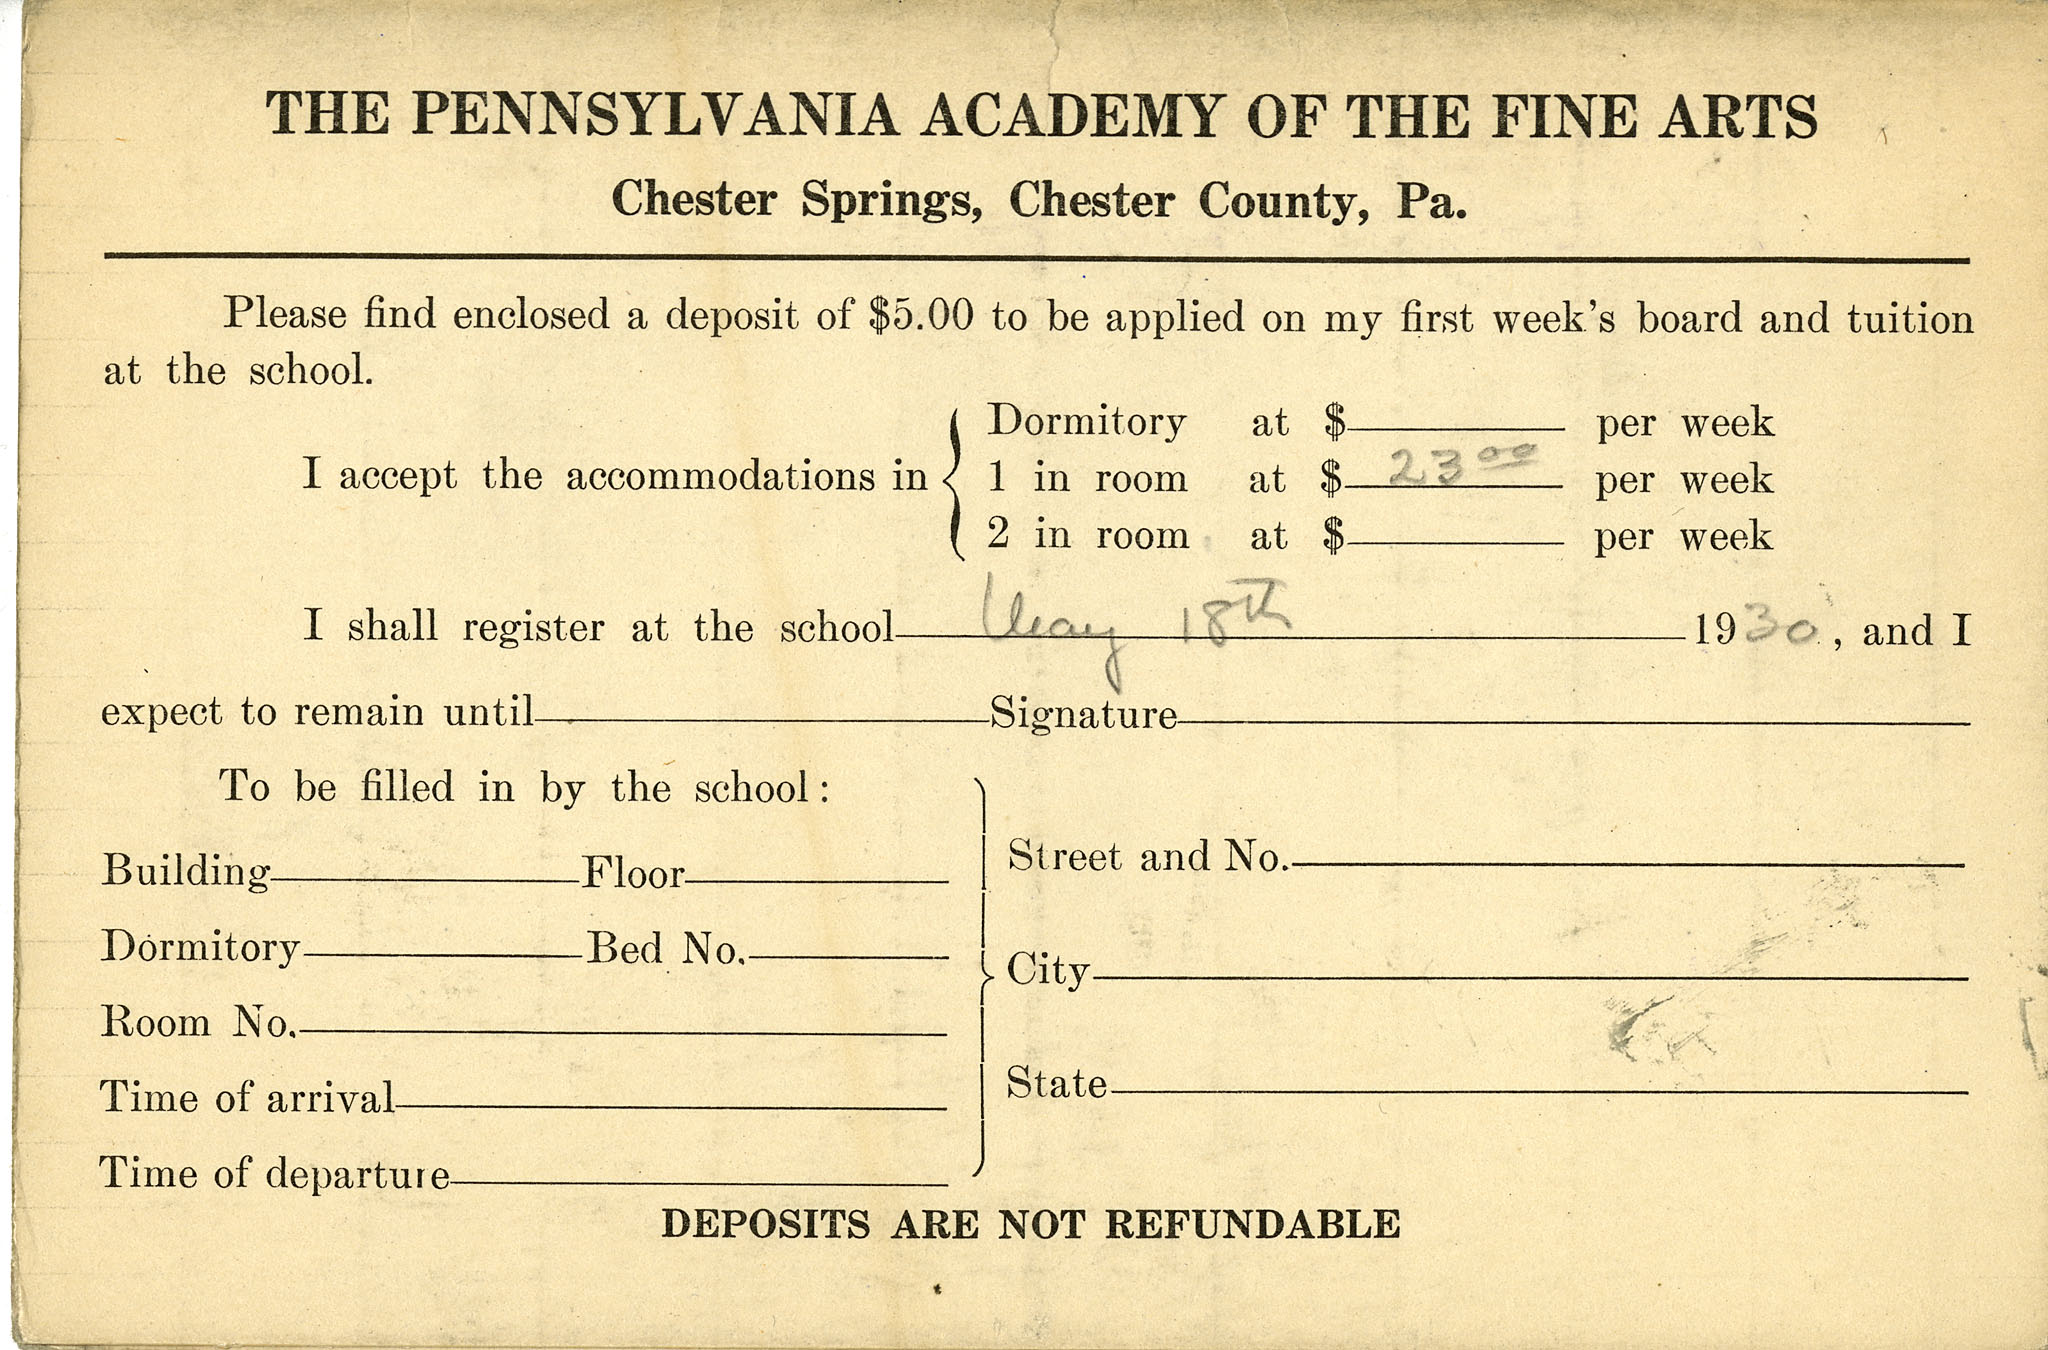 THE PENNSYLVANIA ACADEMY OF THE FINE ARTS
Chester Springs, Chester County, Pa.
Please find enclosed a deposit of $5.00 to be applied on my first week's board and tuition
at the school.
I accept the accommodations in
Dormitory at $ per week
1 in room at $ 23 00 per week
2 in room at $ per week
I shall register at the school May 18th 1930, and I
expect to remain until Signature
To be filled in by the school:
Building Floor
Dormitory Bed No.
Room No.
Time of arrival
Time of departure
Street and No.
City
State
DEPOSITS ARE NOT REFUNDABLE